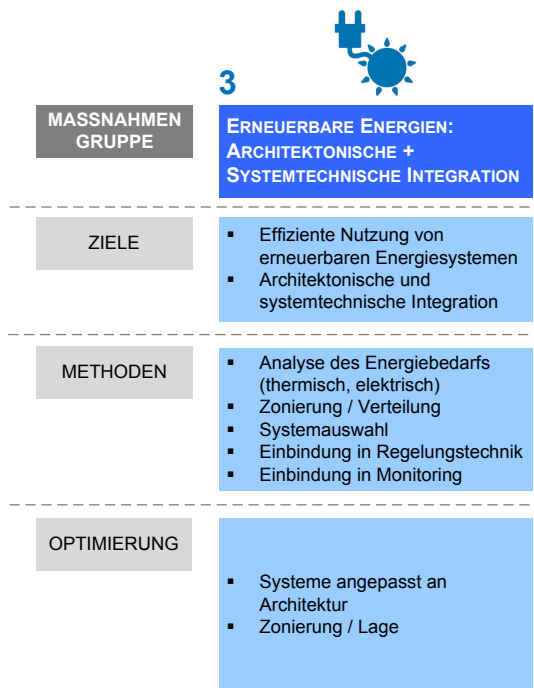 3
MASSNAHMEN
GRUPPE
ERNEUERBARE ENERGIEN:
ARCHITEKTONISCHE +
SYSTEMTECHNISCHE INTEGRATION
ZIELE
▪ Effiziente Nutzung von
erneuerbaren Energiesystemen
▪ Architektonische und
systemtechnische Integration
METHODEN
▪ Analyse des Energiebedarfs
(thermisch, elektrisch)
▪ Zonierung / Verteilung
▪ Systemauswahl
▪ Einbindung in Regelungstechnik
▪ Einbindung in Monitoring
OPTIMIERUNG
▪ Systeme angepasst an
Architektur
▪ Zonierung / Lage